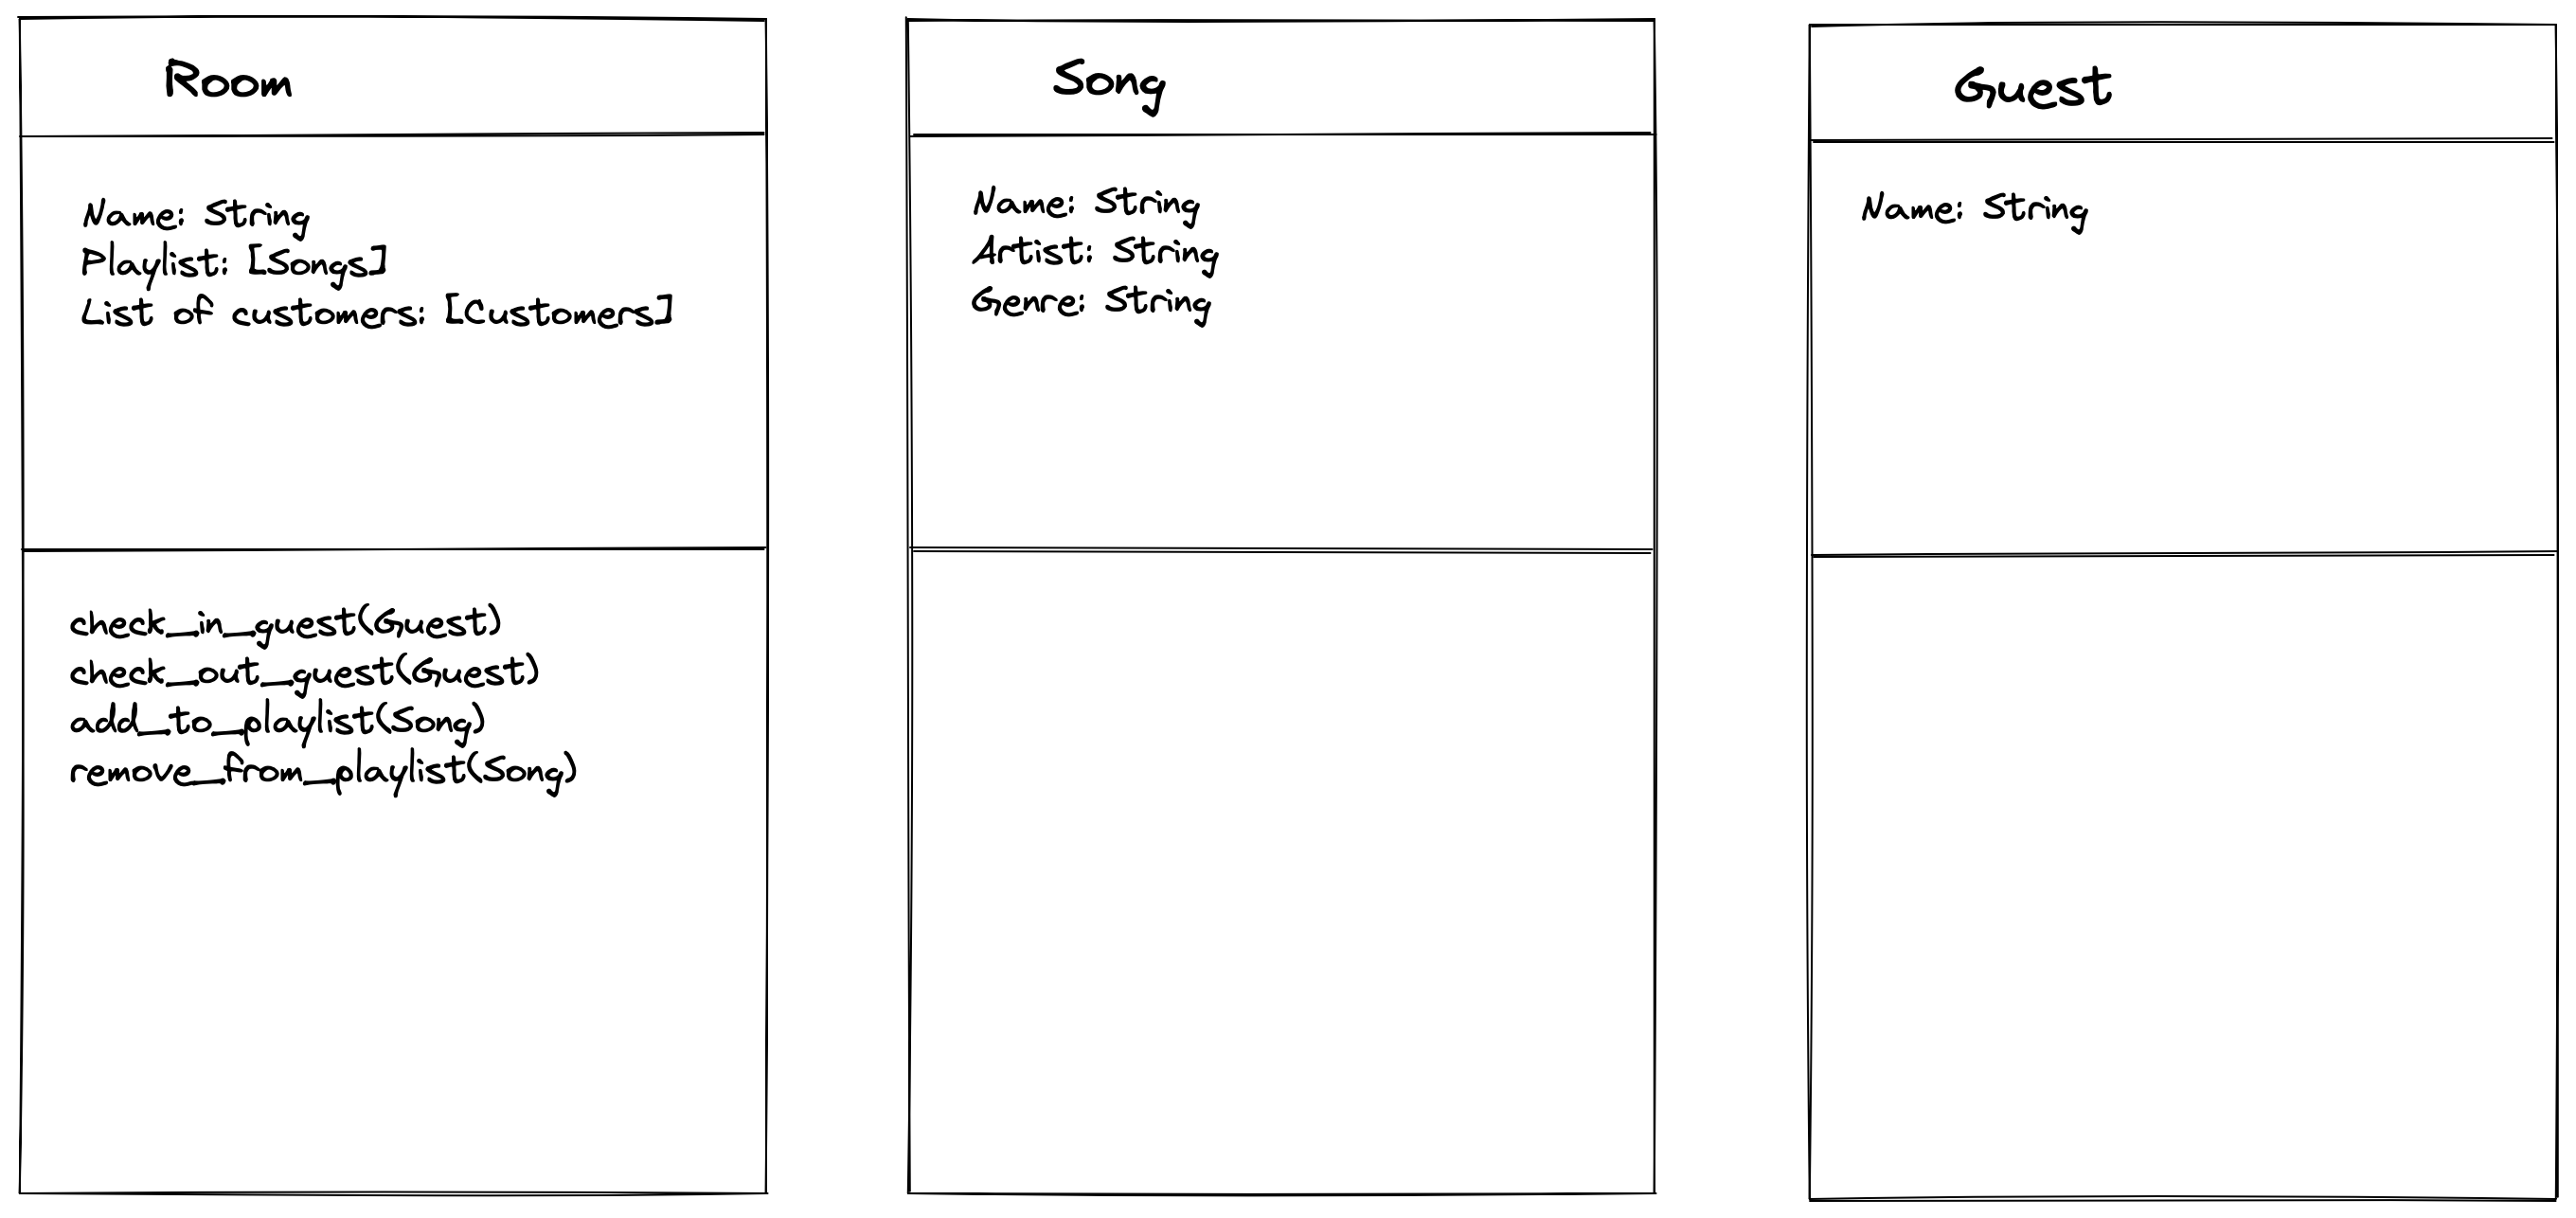 Room
Name: String
Playlist: [Songs]
List of customers: [Customers]
check_in_guest(Guest)
check_out_guest(Guest)
add_to_playlist(Song)
remove_from_playlist(Song)
Song
Name: String
Artist: String
Genre: String
Guest
Name: String